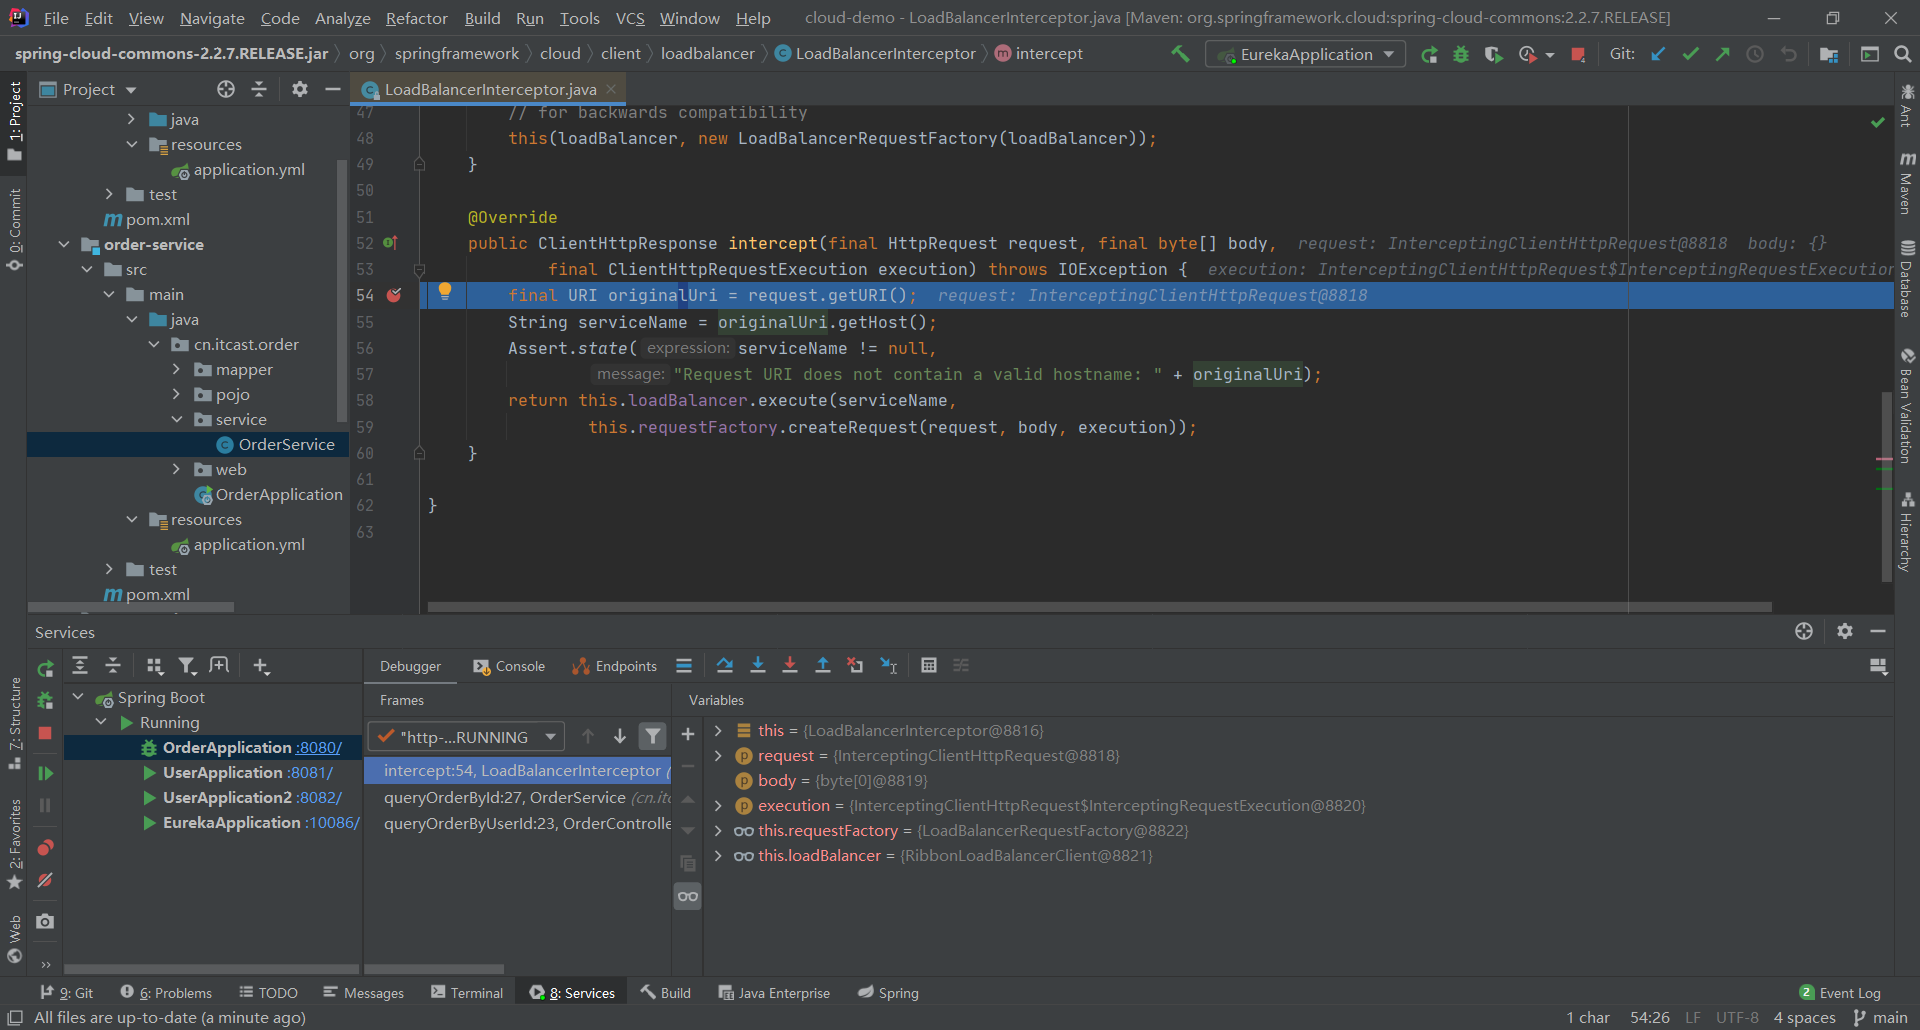 File Edit View Navigate Code Analyze Refactor Build Run Tools VCS Window Help cloud-demo - LoadBalancerInterceptor.java [Maven: org.springframework.cloud:spring-cloud-commons:2.2.7.RELEASE]
spring-cloud-commons-2.2.7.RELEASE.jar org springframework cloud client loadbalancer LoadBalancerInterceptor intercept EurekaApplication Git:
Project
LoadBalancerInterceptor.java
1: Project
0: Commit
7: Structure
2: Favorites
Web
java
resources
application.yml
test
pom.xml
order-service
src
main
java
cn.itcast.order
mapper
pojo
service
OrderService
web
OrderApplication
resources
application.yml
test
pom.xml
47 // for backwards compatibility
48 this(loadBalancer, new LoadBalancerRequestFactory(loadBalancer));
49 }
50
51 @Override
52 public ClientHttpResponse intercept(final HttpRequest request, final byte[] body, request: InterceptingClientHttpRequest@8818 body: {}
53 final ClientHttpRequestExecution execution) throws IOException { execution: InterceptingClientHttpRequest$InterceptingRequestExecution
54 final URI originalUri = request.getURI(); request: InterceptingClientHttpRequest@8818
55 String serviceName = originalUri.getHost();
56 Assert.state( expression: serviceName != null,
57 message: "Request URI does not contain a valid hostname: " + originalUri);
58 return this.loadBalancer.execute(serviceName,
59 this.requestFactory.createRequest(request, body, execution));
60 }
61
62 }
63
Ant
Maven
Database
Bean Validation
Hierarchy
Services
Debugger Console Endpoints
Spring Boot
Running
OrderApplication :8080/
UserApplication :8081/
UserApplication2 :8082/
EurekaApplication :10086/
Frames
"http-...RUNNING
intercept:54, LoadBalancerInterceptor (
queryOrderById:27, OrderService (cn.itc
queryOrderByUserId:23, OrderControlle
Variables
this = {LoadBalancerInterceptor@8816}
request = {InterceptingClientHttpRequest@8818}
body = {byte[0]@8819}
execution = {InterceptingClientHttpRequest$InterceptingRequestExecution@8820}
this.requestFactory = {LoadBalancerRequestFactory@8822}
this.loadBalancer = {RibbonLoadBalancerClient@8821}
9: Git 6: Problems TODO Messages Terminal 8: Services Build Java Enterprise Spring 2 Event Log
All files are up-to-date (a minute ago) 1 char 54:26 LF UTF-8 4 spaces main